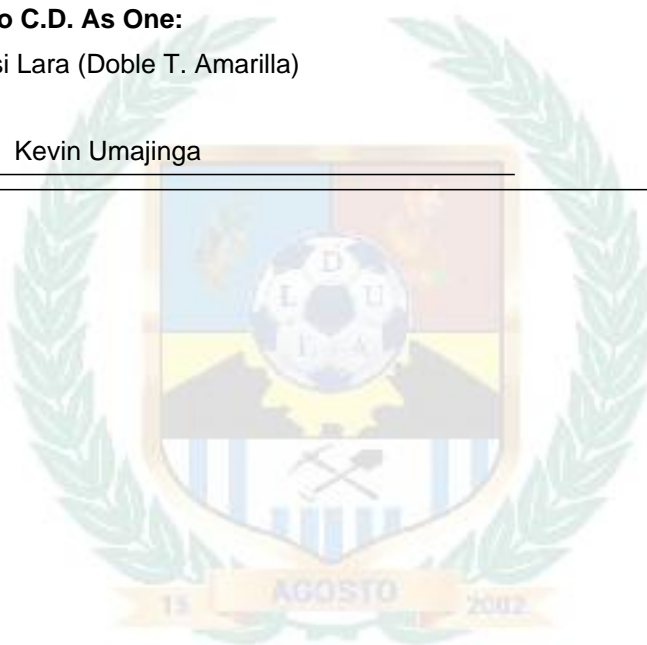 o C.D. As One:
si Lara (Doble T. Amarilla)
Kevin Umajinga
D
L U
E A
15 AGOSTO 2002